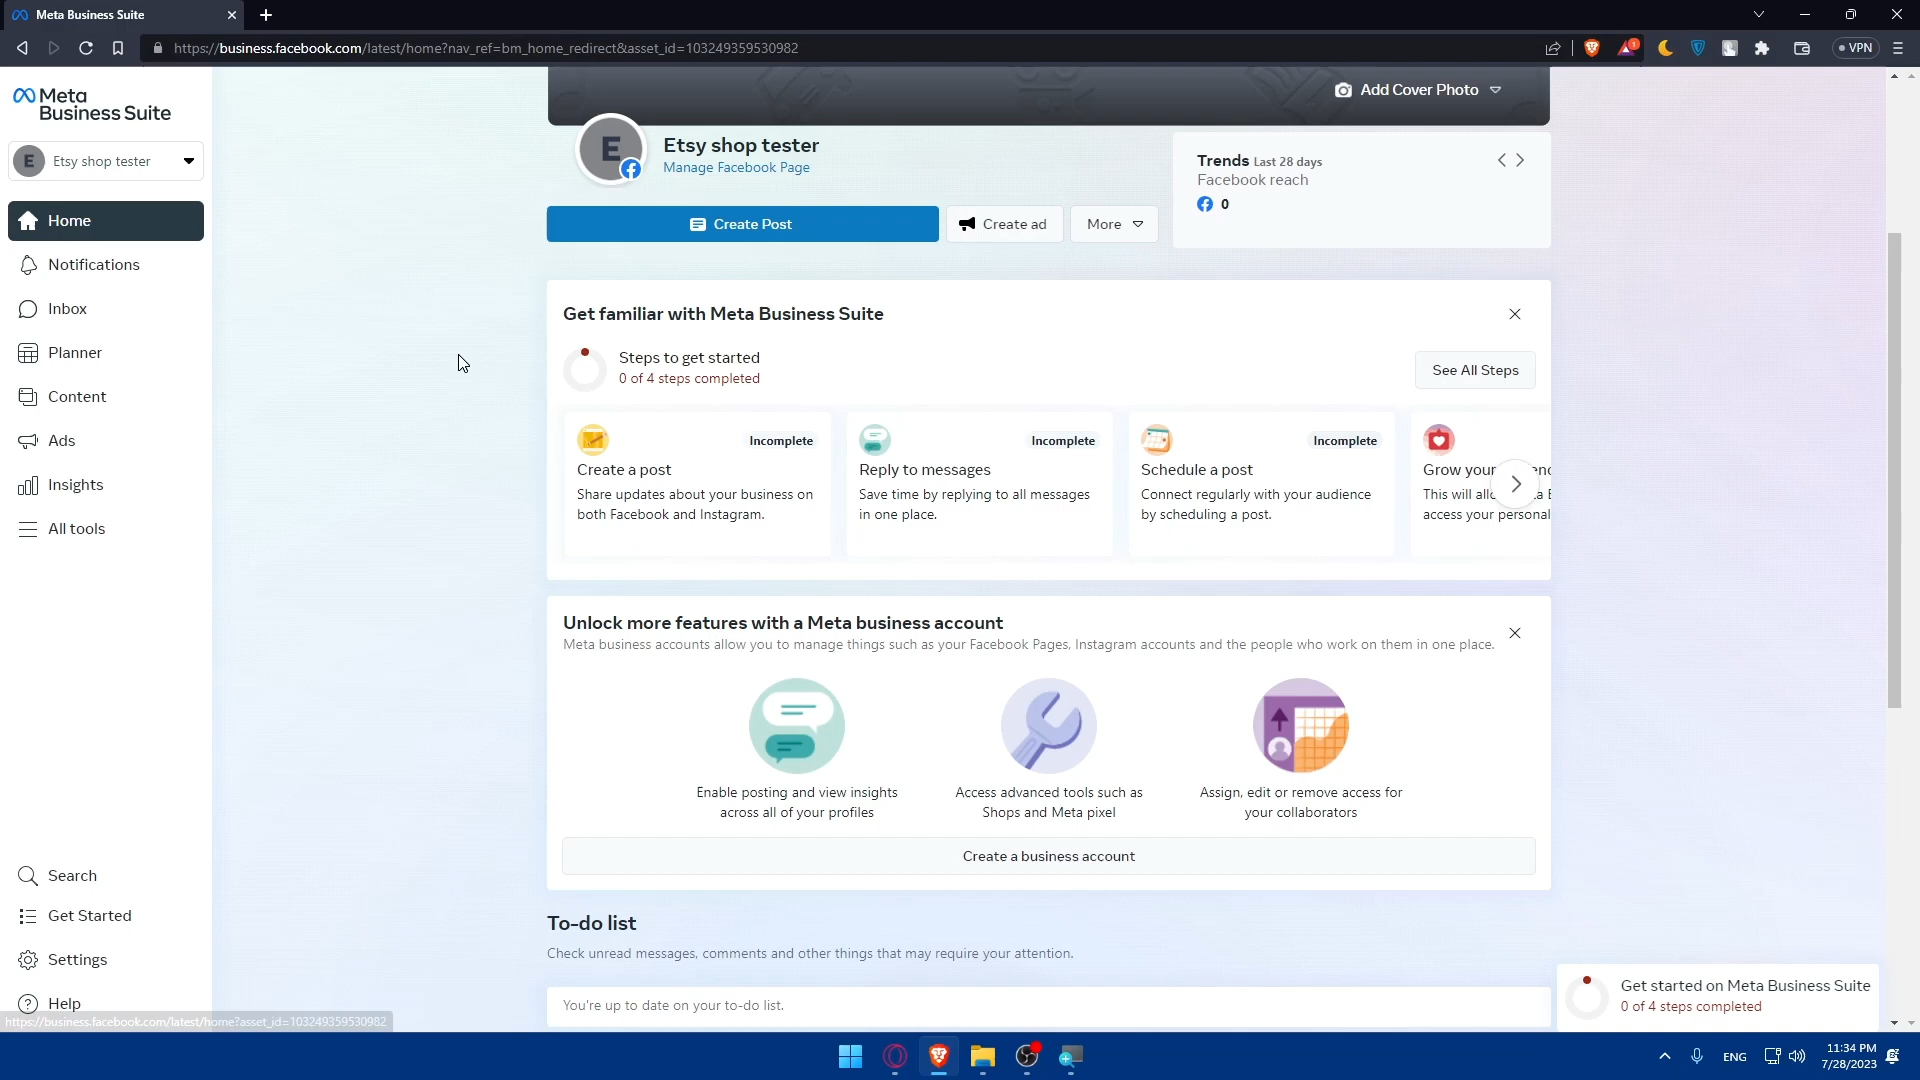 Meta Business Suite
https://business.facebook.com/latest/home?nav_ref=bm_home_redirect&asset_id=103249359530982
1
VPN
Meta
Business Suite
E
Etsy shop tester
Home
Notifications
Inbox
Planner
Content
Ads
Insights
All tools
Search
Get Started
Settings
Help
https://business.facebook.com/latest/home?asset_id=103249359530982
Add Cover Photo
E
Etsy shop tester
Manage Facebook Page
Create Post
Create ad
More
Trends Last 28 days
Facebook reach
0
Get familiar with Meta Business Suite
Steps to get started
0 of 4 steps completed
See All Steps
Incomplete
Create a post
Share updates about your business on
both Facebook and Instagram.
Incomplete
Reply to messages
Save time by replying to all messages
in one place.
Incomplete
Schedule a post
Connect regularly with your audience
by scheduling a post.
Grow your
This will
access your personal
Unlock more features with a Meta business account
Meta business accounts allow you to manage things such as your Facebook Pages, Instagram accounts and the people who work on them in one place.
Enable posting and view insights
across all of your profiles
Access advanced tools such as
Shops and Meta pixel
Assign, edit or remove access for
your collaborators
Create a business account
To-do list
Check unread messages, comments and other things that may require your attention.
You're up to date on your to-do list.
Get started on Meta Business Suite
0 of 4 steps completed
ENG
11:34 PM
7/28/2023